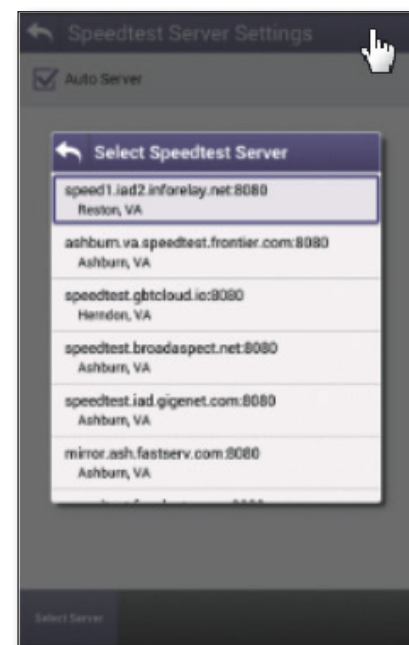 Speedtest Server Settings
Auto Server
Select Speedtest Server
speed1.iad2.inforelay.net:8080
Reston, VA
ashburn.va.speedtest.frontier.com:8080
Ashburn, VA
speedtest.gbtcloud.io:8080
Herndon, VA
speedtest.broadaspect.net:8080
Ashburn, VA
speedtest.iad.gigenet.com:8080
Ashburn, VA
mirror.ash.fastserv.com:8080
Ashburn, VA
Select Server